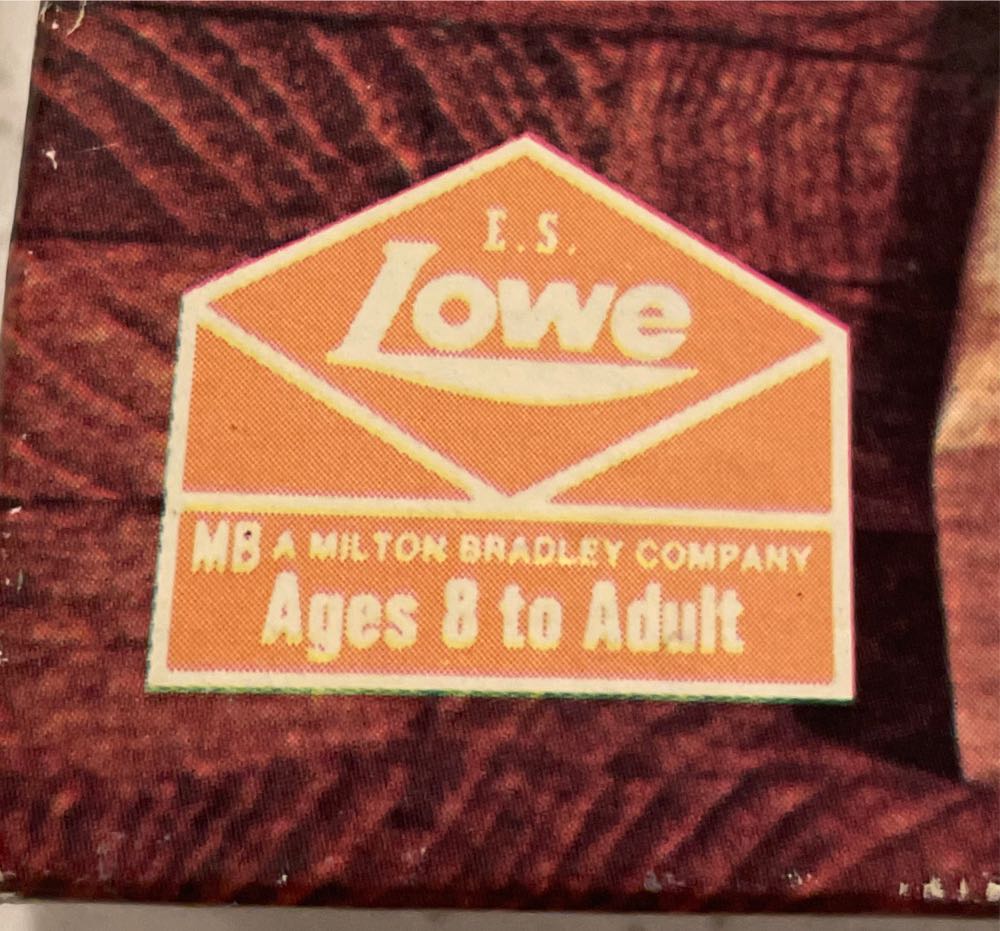 E.S.
Lowe
MB A MILTON BRADLEY COMPANY
Ages 8 to Adult